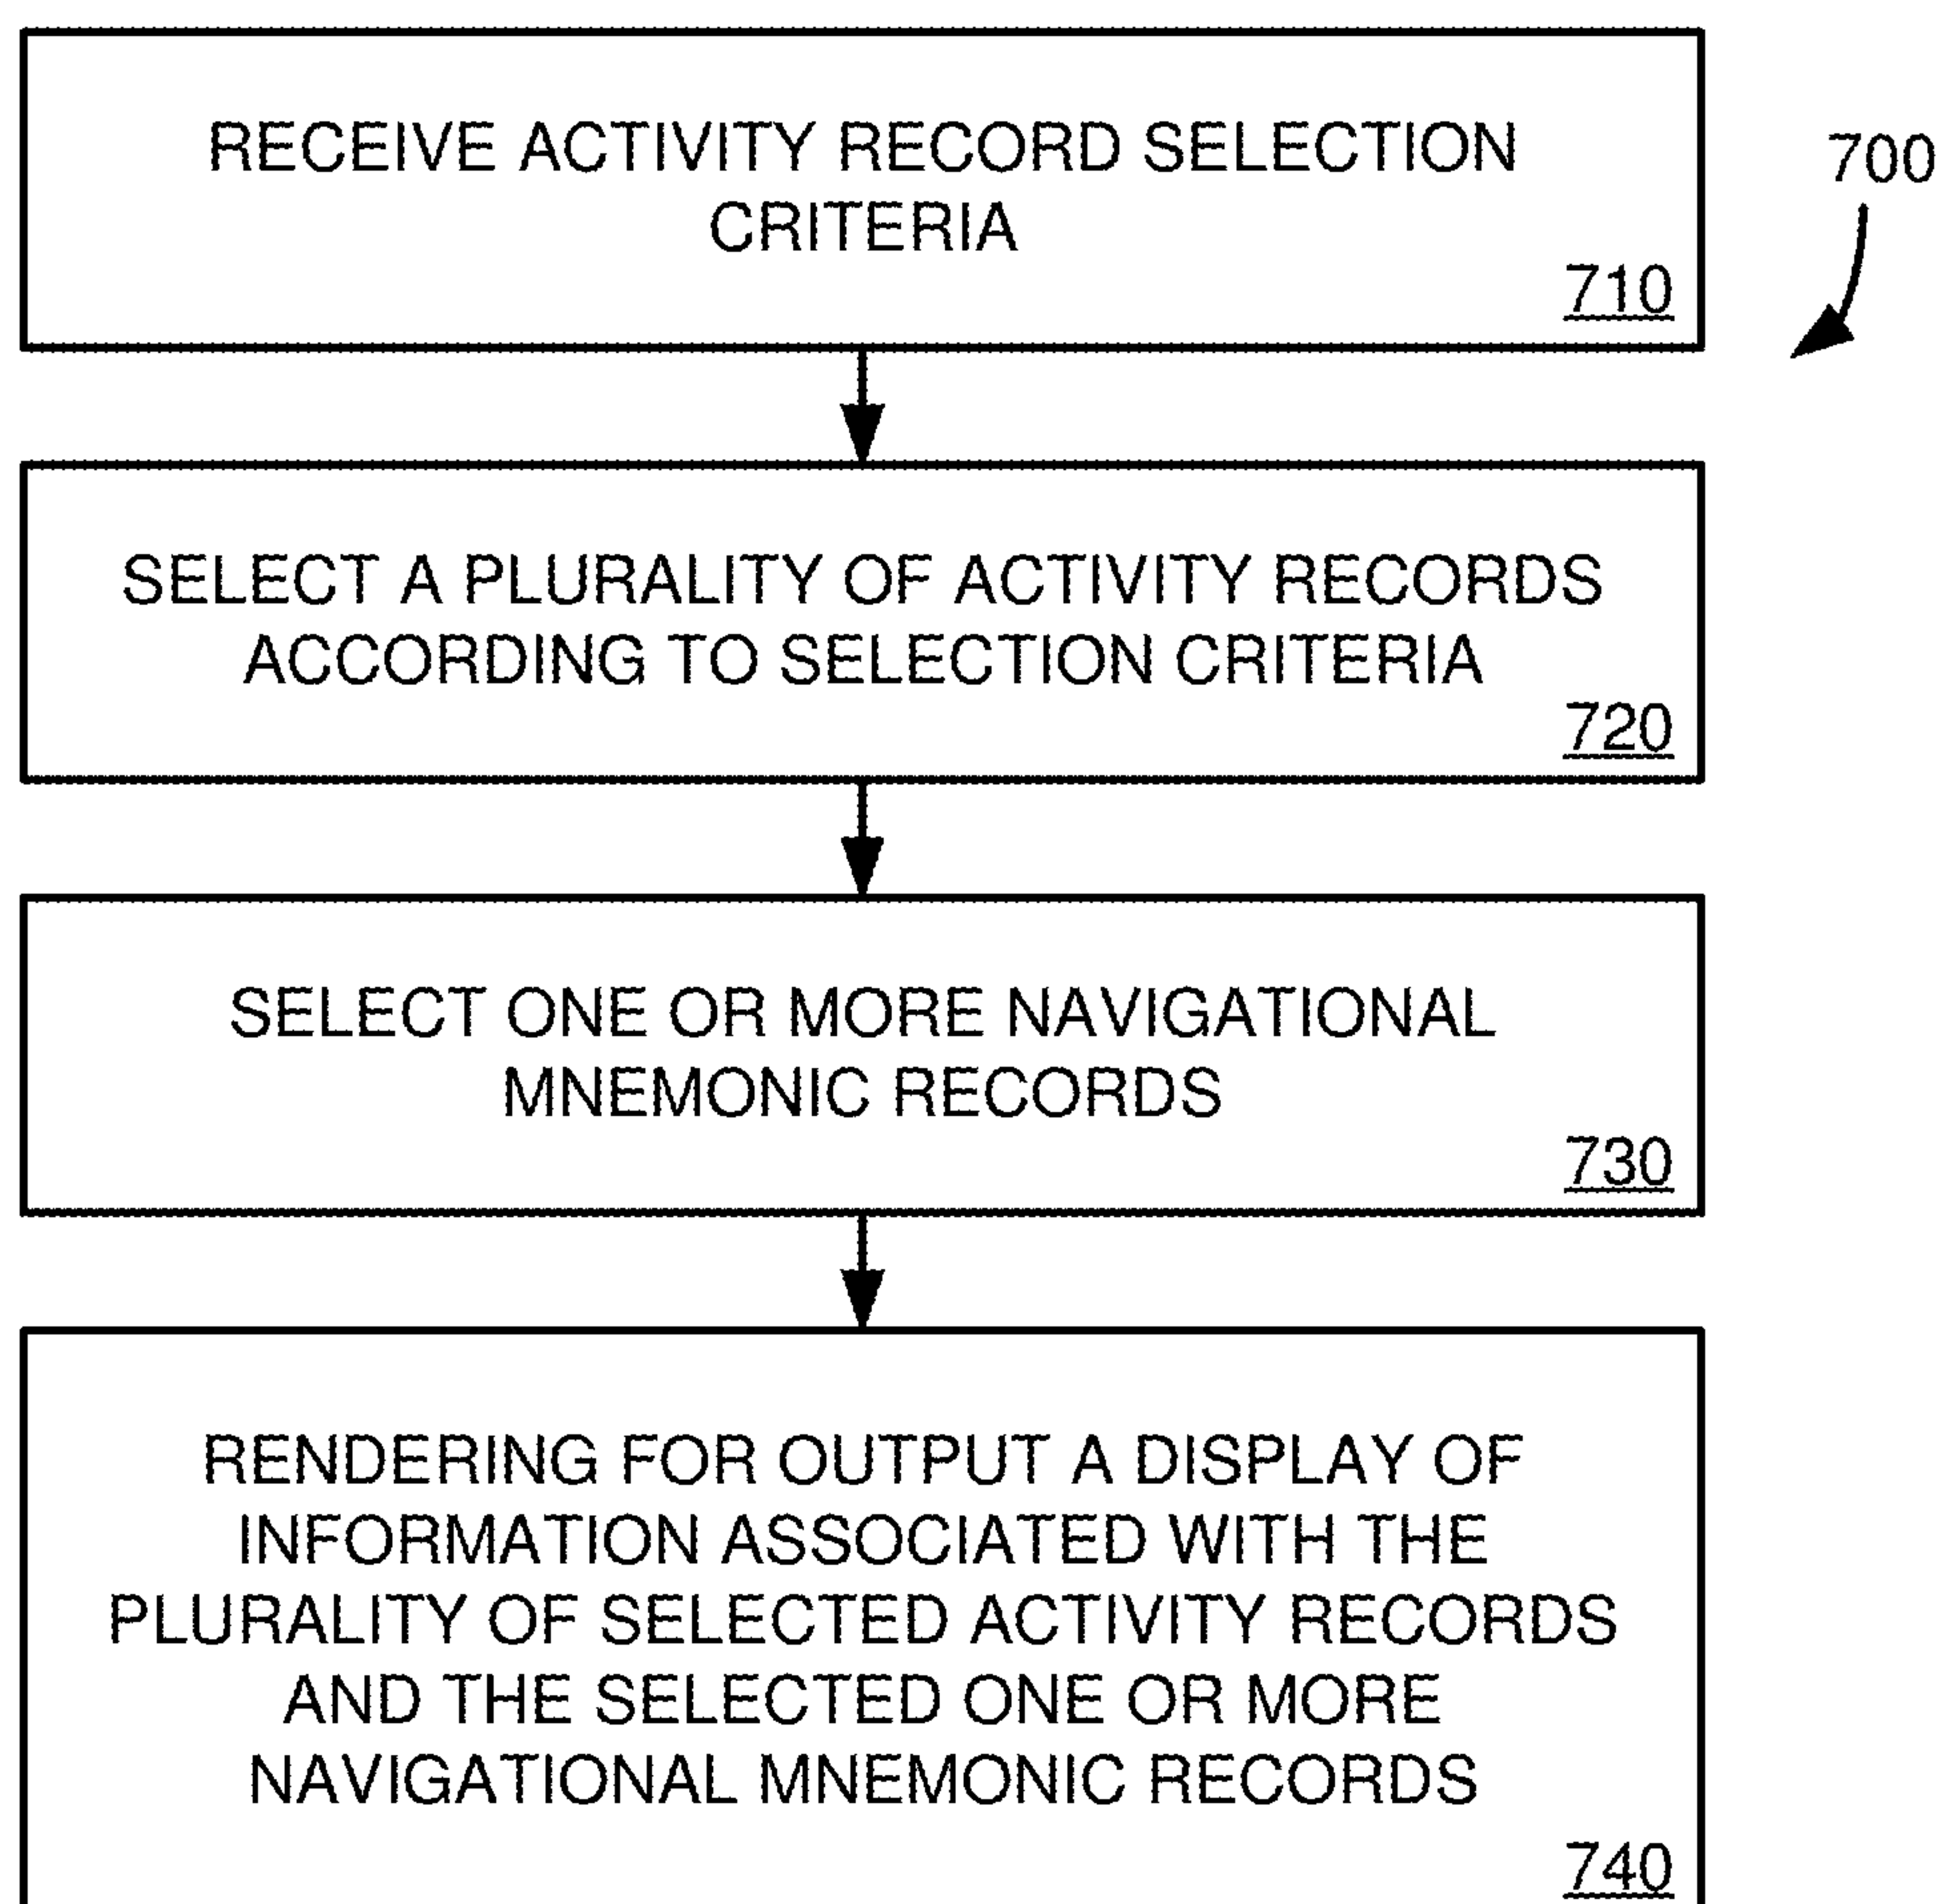 RECEIVE ACTIVITY RECORD SELECTION
CRITERIA
710
700
SELECT A PLURALITY OF ACTIVITY RECORDS
ACCORDING TO SELECTION CRITERIA
720
SELECT ONE OR MORE NAVIGATIONAL
MNEMONIC RECORDS
730
RENDERING FOR OUTPUT A DISPLAY OF
INFORMATION ASSOCIATED WITH THE
PLURALITY OF SELECTED ACTIVITY RECORDS
AND THE SELECTED ONE OR MORE
NAVIGATIONAL MNEMONIC RECORDS
740